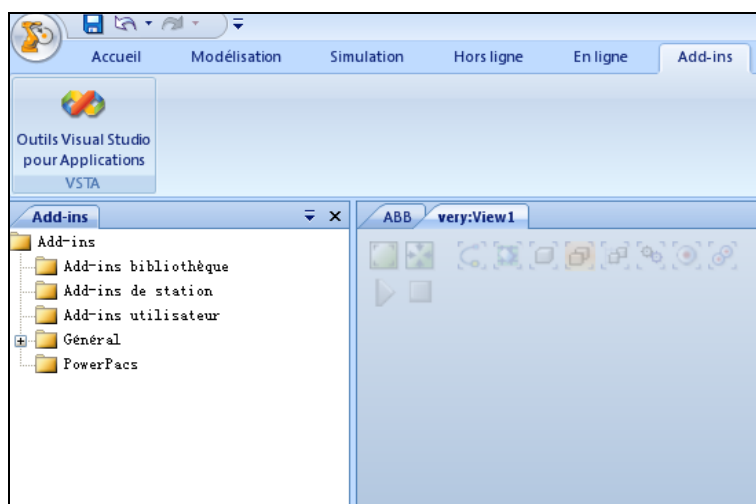 Accueil Modélisation Simulation Hors ligne En ligne Add-ins
Outils Visual Studio
pour Applications
VSTA
Add-ins
ABB very:View1
Add-ins
Add-ins bibliothèque
Add-ins de station
Add-ins utilisateur
Général
PowerPacs